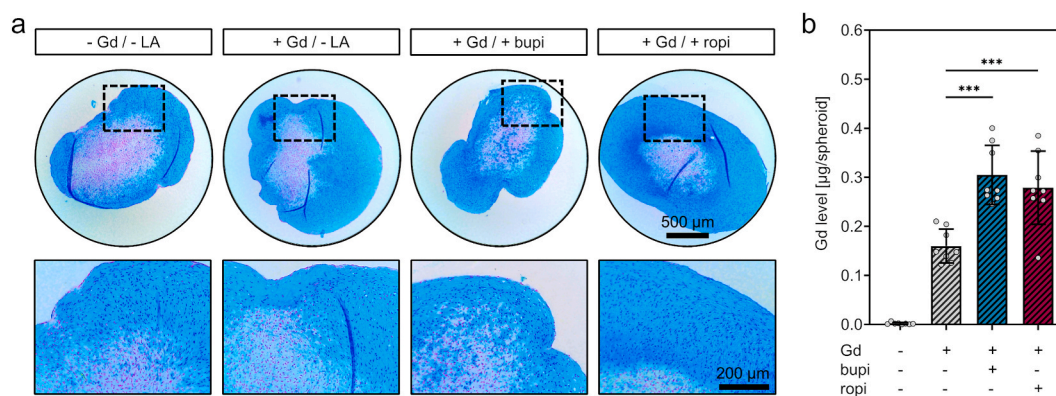 a
- Gd / - LA
+ Gd / - LA
+ Gd / + bupi
+ Gd / + ropi
500 µm
200 µm
b
Gd level [µg/spheroid]
0.6
0.5
0.4
0.3
0.2
0.1
0.0
***
***
Gd - + + +
bupi - - + -
ropi - - - +